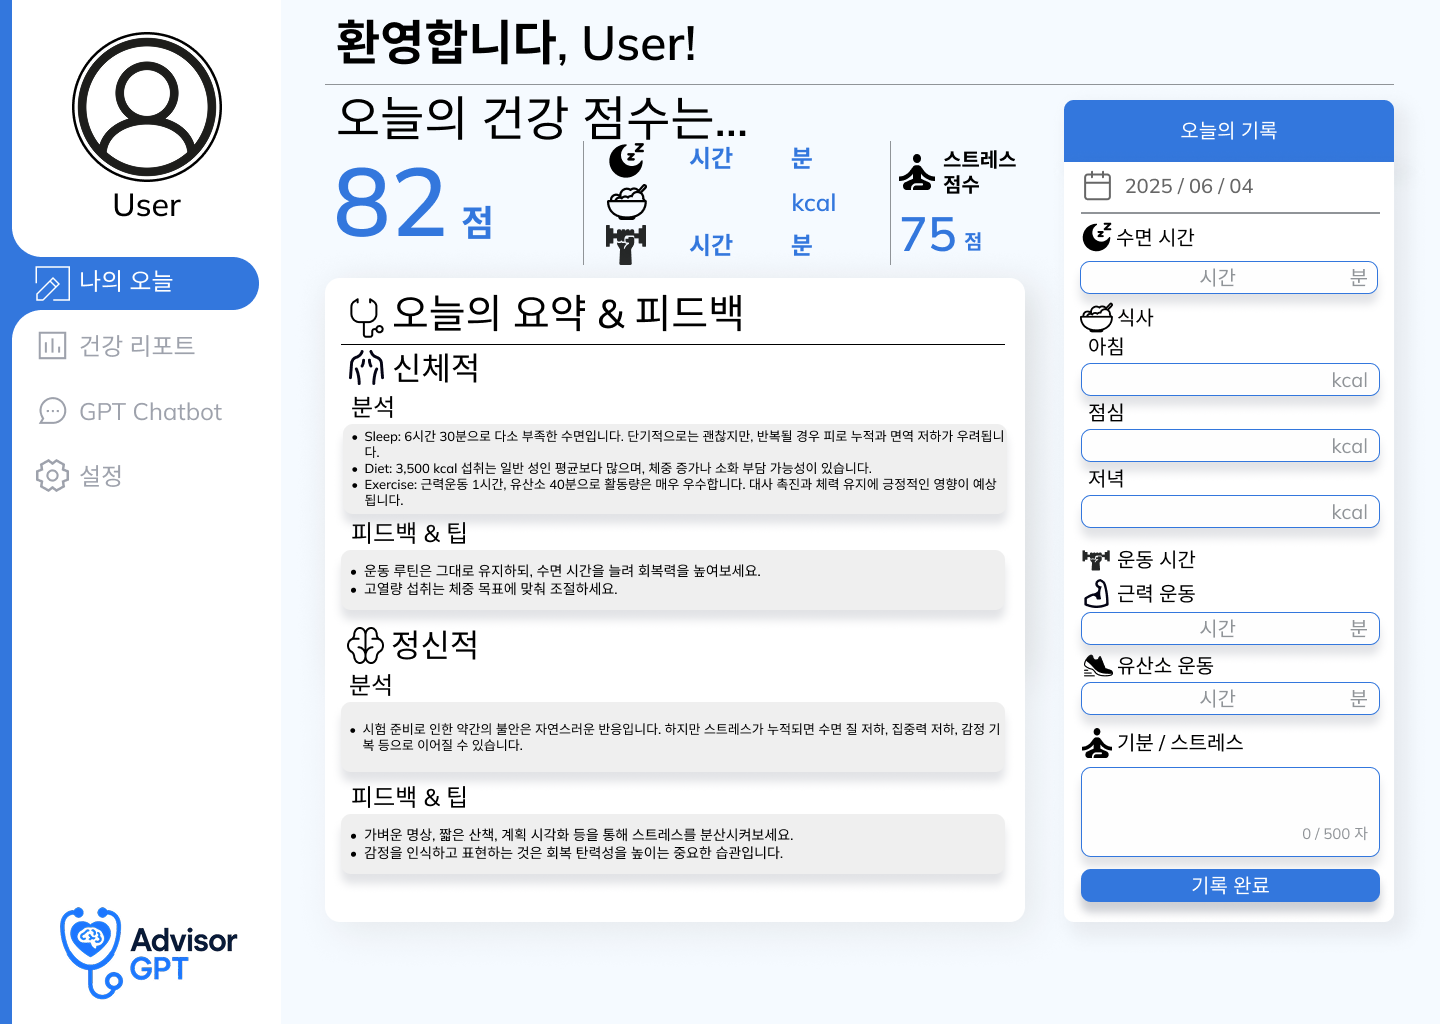 User
나의 오늘
건강 리포트
GPT Chatbot
설정
Advisor
GPT
환영합니다, User!
오늘의 건강 점수는...
82 점
시간 분
kcal
시간 분
스트레스
점수
75 점
오늘의 요약 & 피드백
신체적
분석
• Sleep: 6시간 30분으로 다소 부족한 수면입니다. 단기적으로는 괜찮지만, 반복될 경우 피로 누적과 면역 저하가 우려됩니
다.
• Diet: 3,500 kcal 섭취는 일반 성인 평균보다 많으며, 체중 증가나 소화 부담 가능성이 있습니다.
• Exercise: 근력운동 1시간, 유산소 40분으로 활동량은 매우 우수합니다. 대사 촉진과 체력 유지에 긍정적인 영향이 예상
됩니다.
피드백 & 팁
• 운동 루틴은 그대로 유지하되, 수면 시간을 늘려 회복력을 높여보세요.
• 고열량 섭취는 체중 목표에 맞춰 조절하세요.
정신적
분석
• 시험 준비로 인한 약간의 불안은 자연스러운 반응입니다. 하지만 스트레스가 누적되면 수면 질 저하, 집중력 저하, 감정 기
복 등으로 이어질 수 있습니다.
피드백 & 팁
• 가벼운 명상, 짧은 산책, 계획 시각화 등을 통해 스트레스를 분산시켜보세요.
• 감정을 인식하고 표현하는 것은 회복 탄력성을 높이는 중요한 습관입니다.
오늘의 기록
2025 / 06 / 04
수면 시간
시간 분
식사
아침
kcal
점심
kcal
저녁
kcal
운동 시간
근력 운동
시간 분
유산소 운동
시간 분
기분 / 스트레스
0 / 500 자
기록 완료